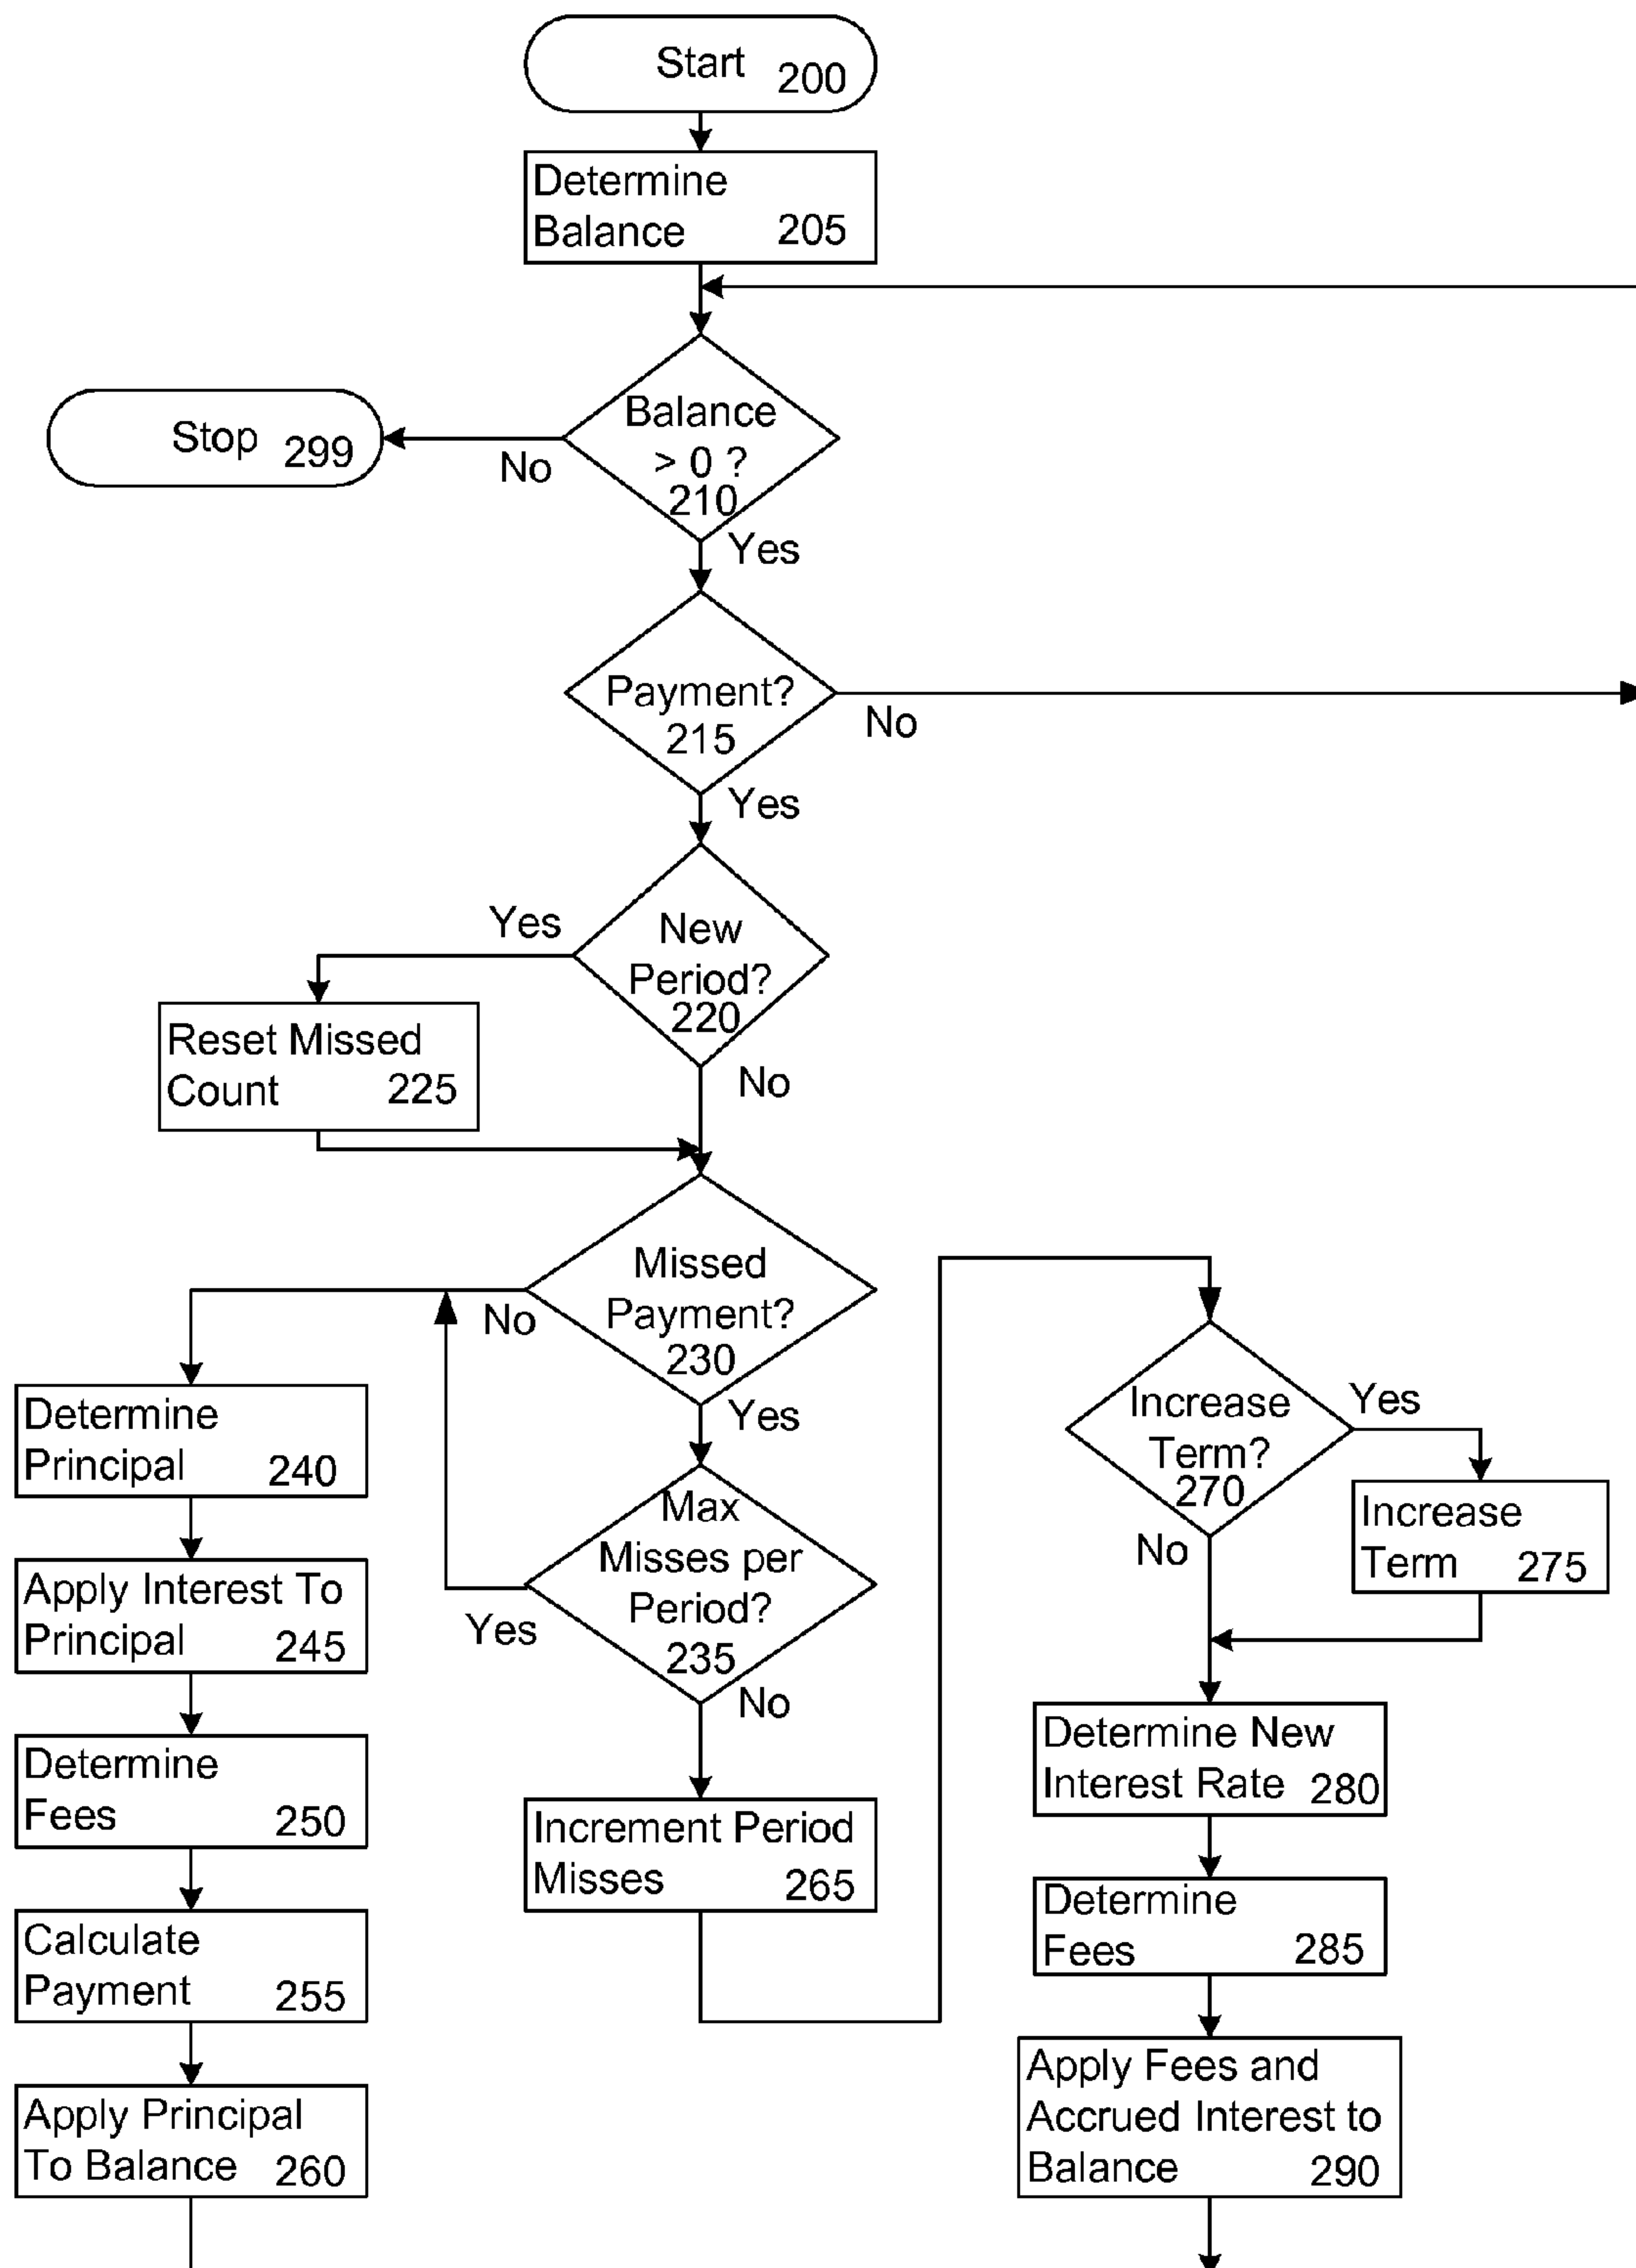 Start 200
Determine
Balance 205
Balance
> 0 ?
210
Stop 299
No
Yes
Payment?
215
No
Yes
New
Period?
220
Yes
No
Reset Missed
Count 225
Missed
Payment?
230
No
Yes
Max
Misses per
Period?
235
Yes
No
Determine
Principal 240
Apply Interest To
Principal 245
Determine
Fees 250
Calculate
Payment 255
Apply Principal
To Balance 260
Increment Period
Misses 265
Increase
Term?
270
Yes
No
Increase
Term 275
Determine New
Interest Rate 280
Determine
Fees 285
Apply Fees and
Accrued Interest to
Balance 290